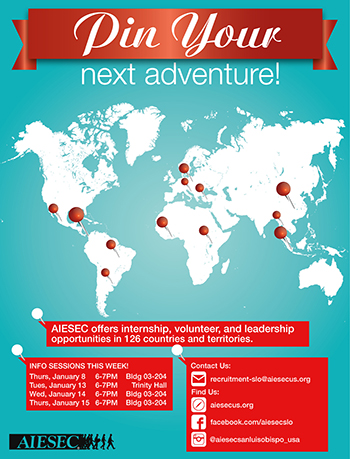 Pin Your
next adventure!
AIESEC offers internship, volunteer, and leadership
opportunities in 126 countries and territories.
INFO SESSIONS THIS WEEK!
Thurs, January 8 6-7PM Bldg 03-204
Tues, January 13 6-7PM Trinity Hall
Wed, January 14 6-7PM Bldg 03-204
Thurs, January 15 6-7PM Bldg 03-204
Contact Us:
recruitment-slo@aiesecus.org
Find Us:
aiesecus.org
facebook.com/aiesecslo
@aiesecsanluisobispo_usa
AIESEC